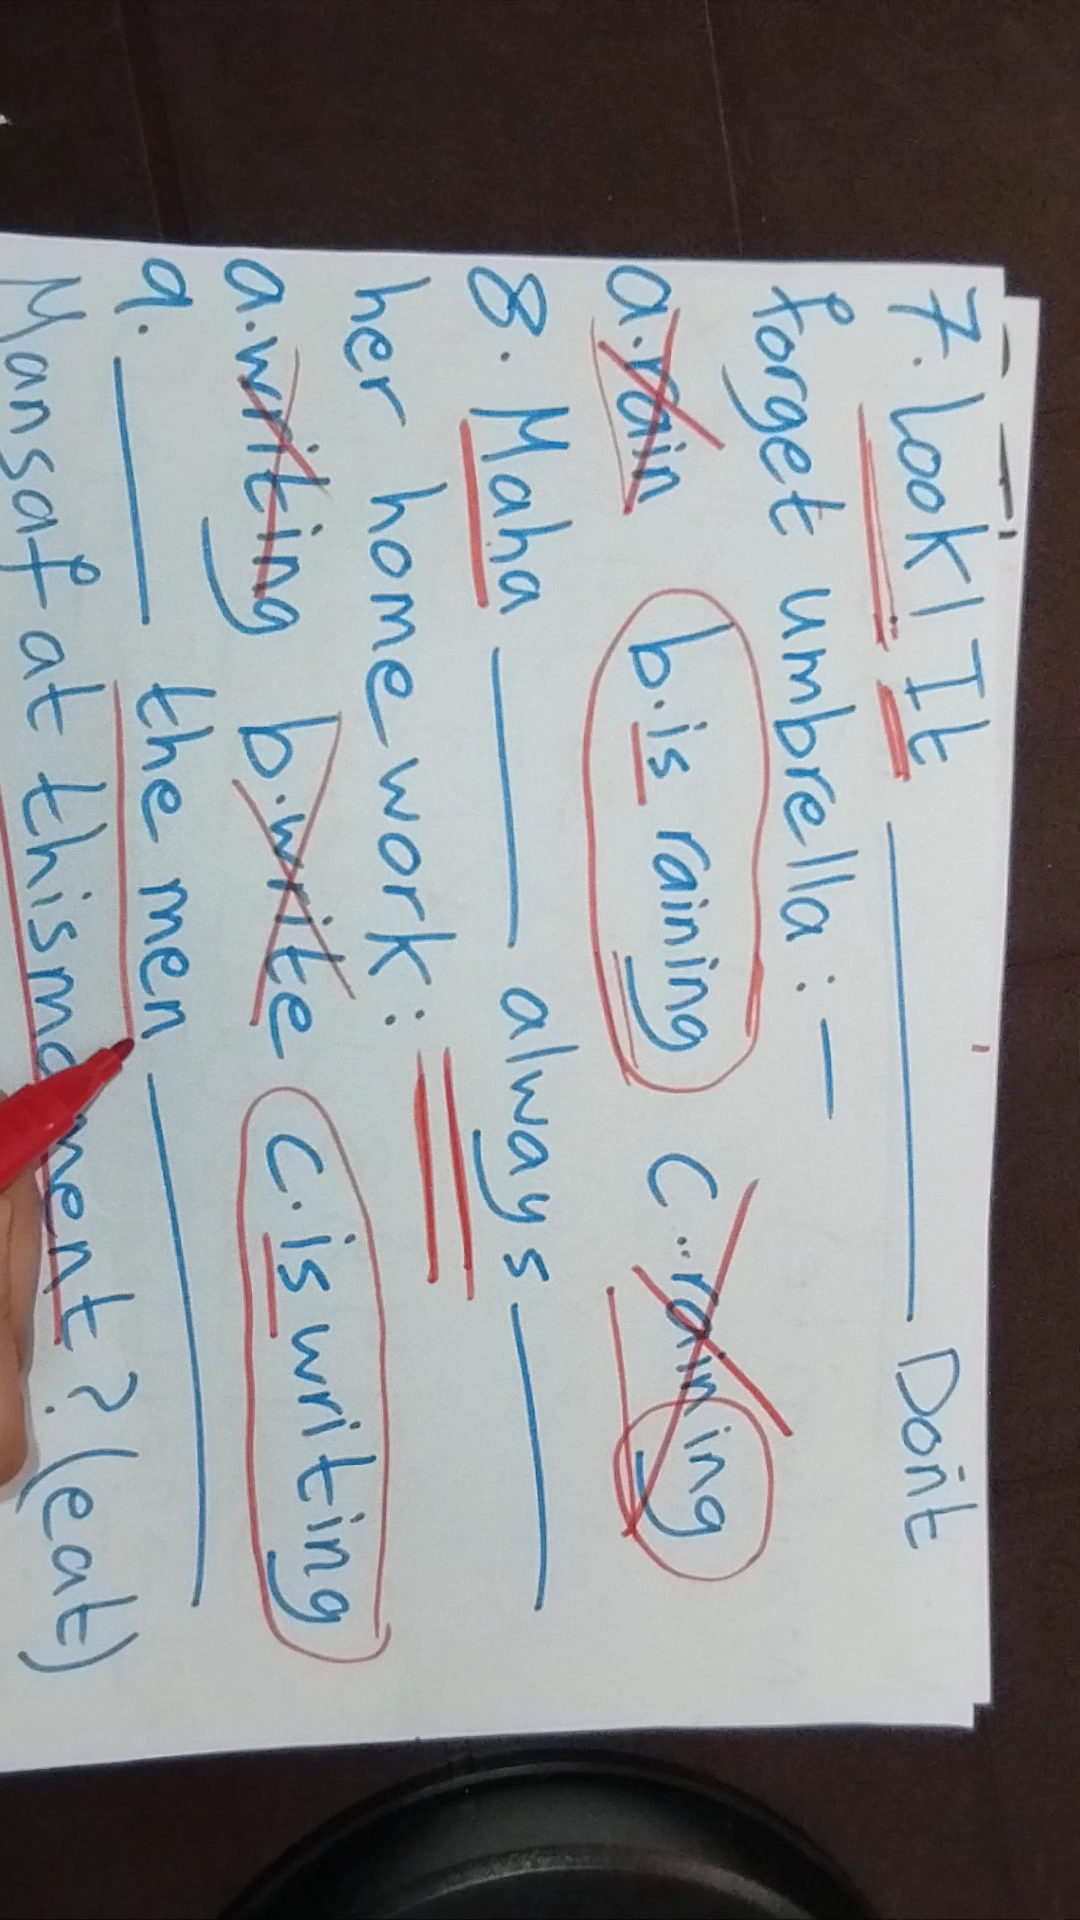 7. Look! It ________ Don't
forget umbrella : _
a. rain b. is raining c. raining
8. Maha ______ always ______
her homework :
a. writing b. write c. is writing
9. _____ the men ________
Mansaf at this moment? (eat)